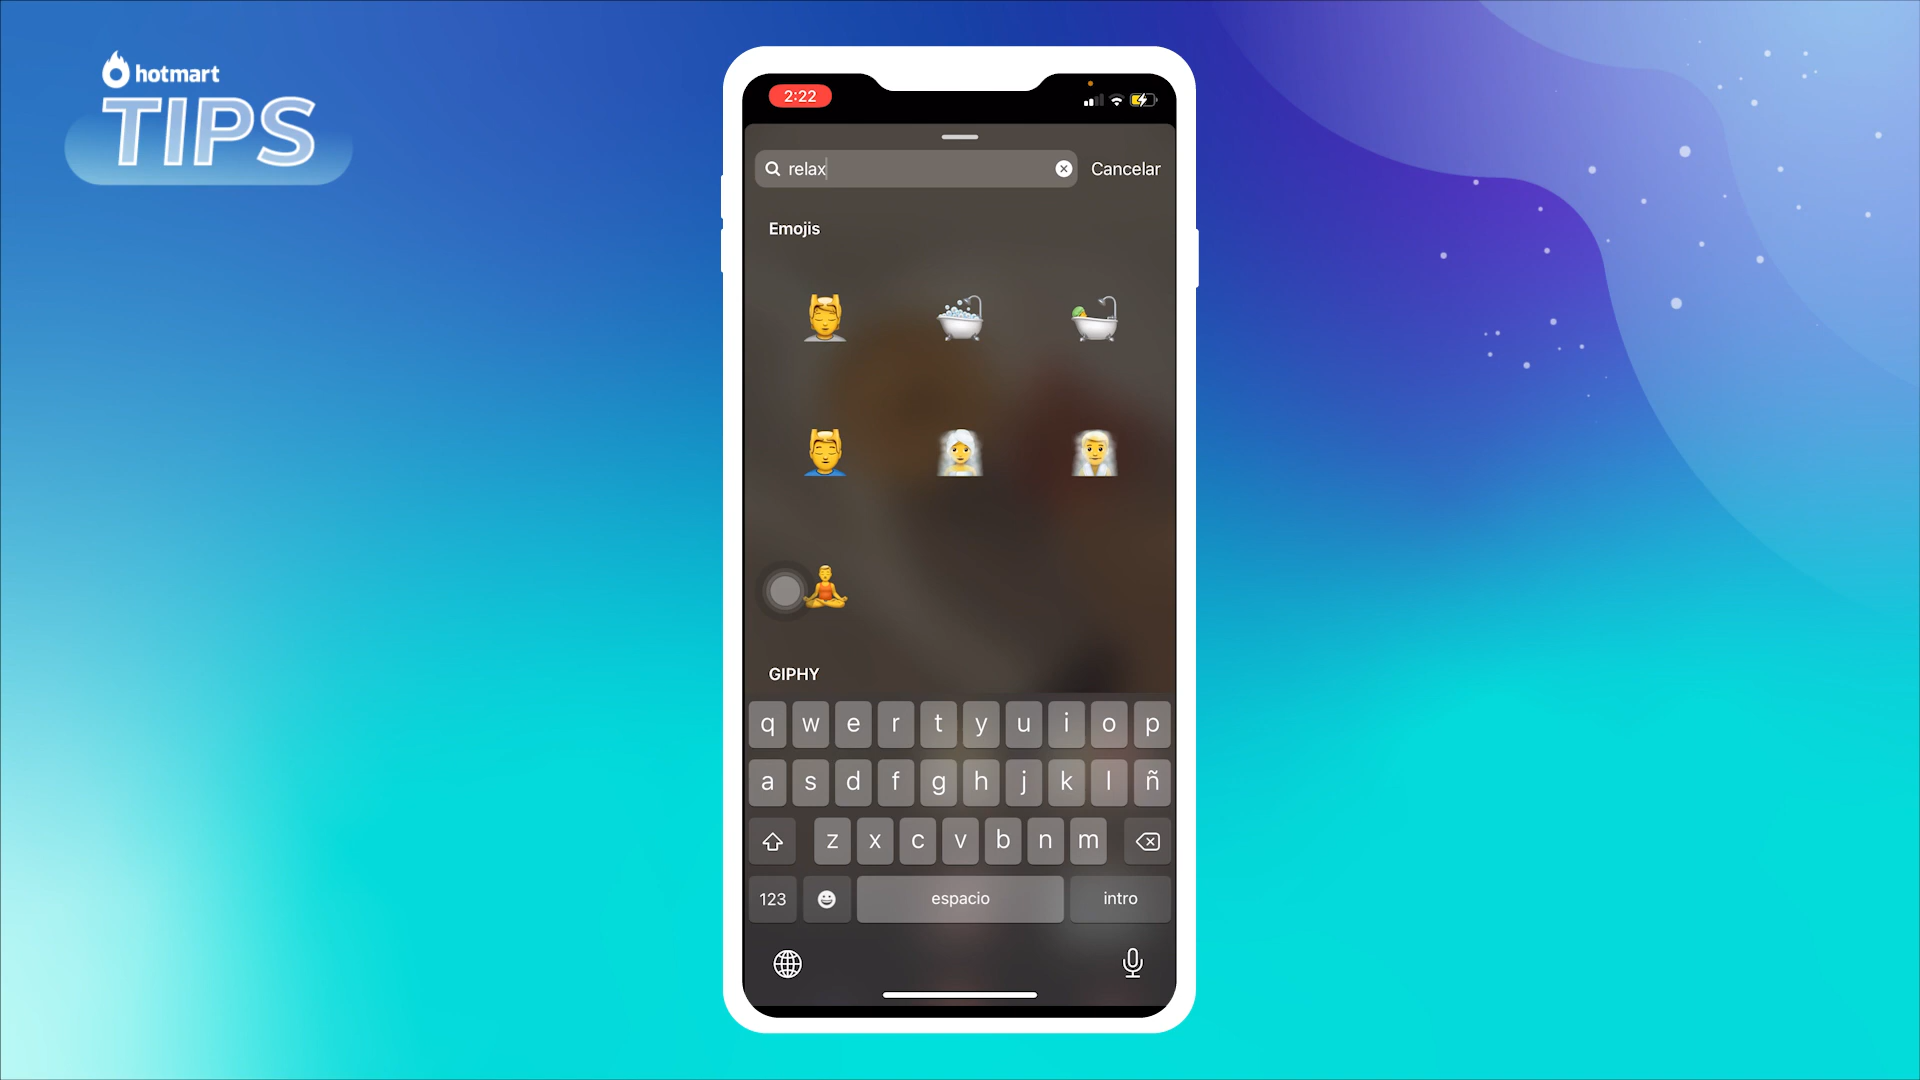 hotmart
TIPS
2:22
relax
Cancelar
Emojis
GIPHY
q w e r t y u i o p
a s d f g h j k l ñ
z x c v b n m
123 espacio intro